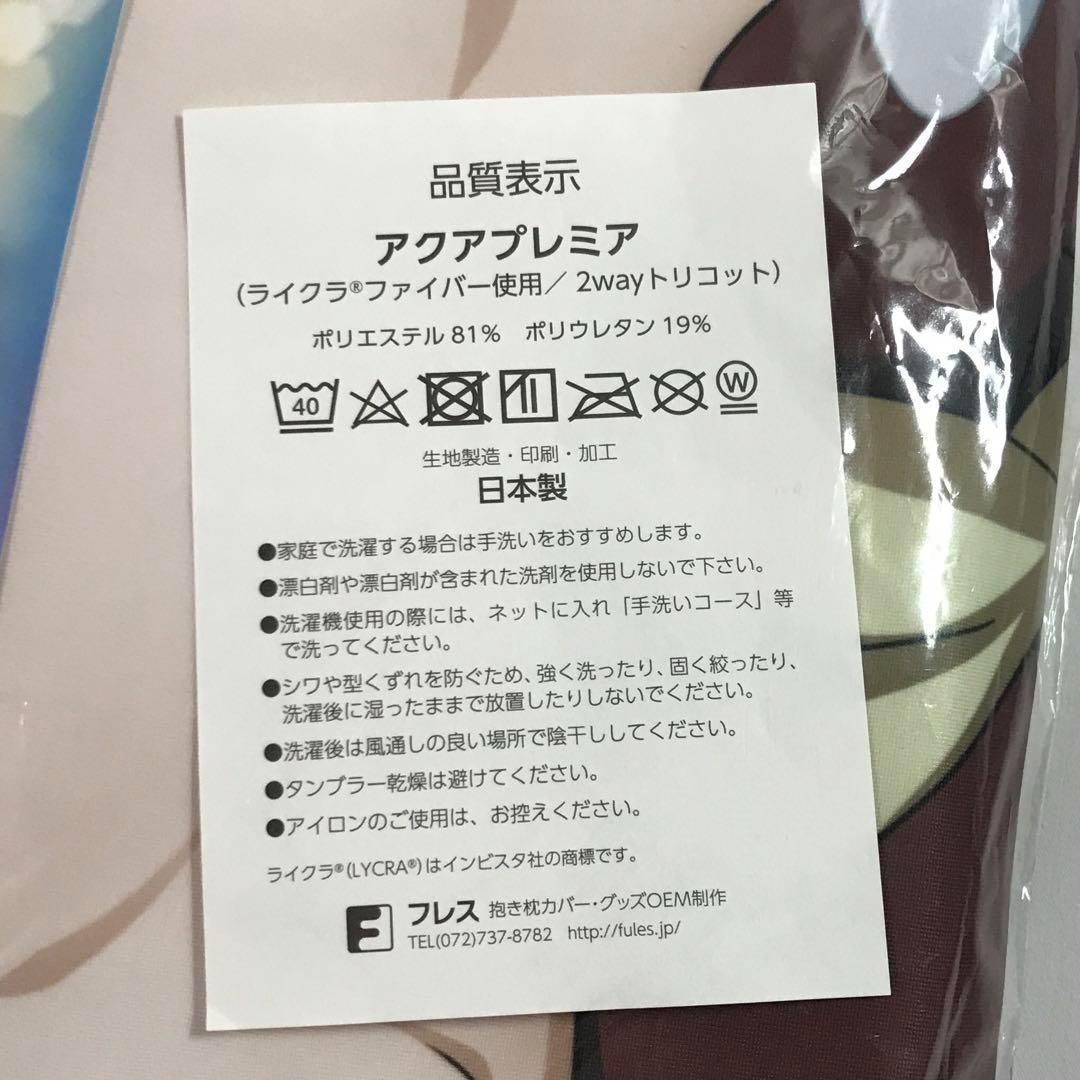 品質表示
アクアプレミア
（ライクラ®ファイバー使用／ 2wayトリコット）
ポリエステル 81%　ポリウレタン 19%
40 W
生地製造・印刷・加工
日本製
●家庭で洗濯する場合は手洗いをおすすめします。
●漂白剤や漂白剤が含まれた洗剤を使用しないで下さい。
●洗濯機使用の際には、ネットに入れ「手洗いコース」等
で洗ってください。
●シワや型くずれを防ぐため、強く洗ったり、固く絞ったり、
洗濯後に湿ったままで放置したりしないでください。
●洗濯後は風通しの良い場所で陰干ししてください。
●タンブラー乾燥は避けてください。
●アイロンのご使用は、お控えください。
ライクラ®(LYCRA®)はインビスタ社の商標です。
フレス 抱き枕カバー・グッズOEM制作
TEL(072)737-8782　http://fules.jp/